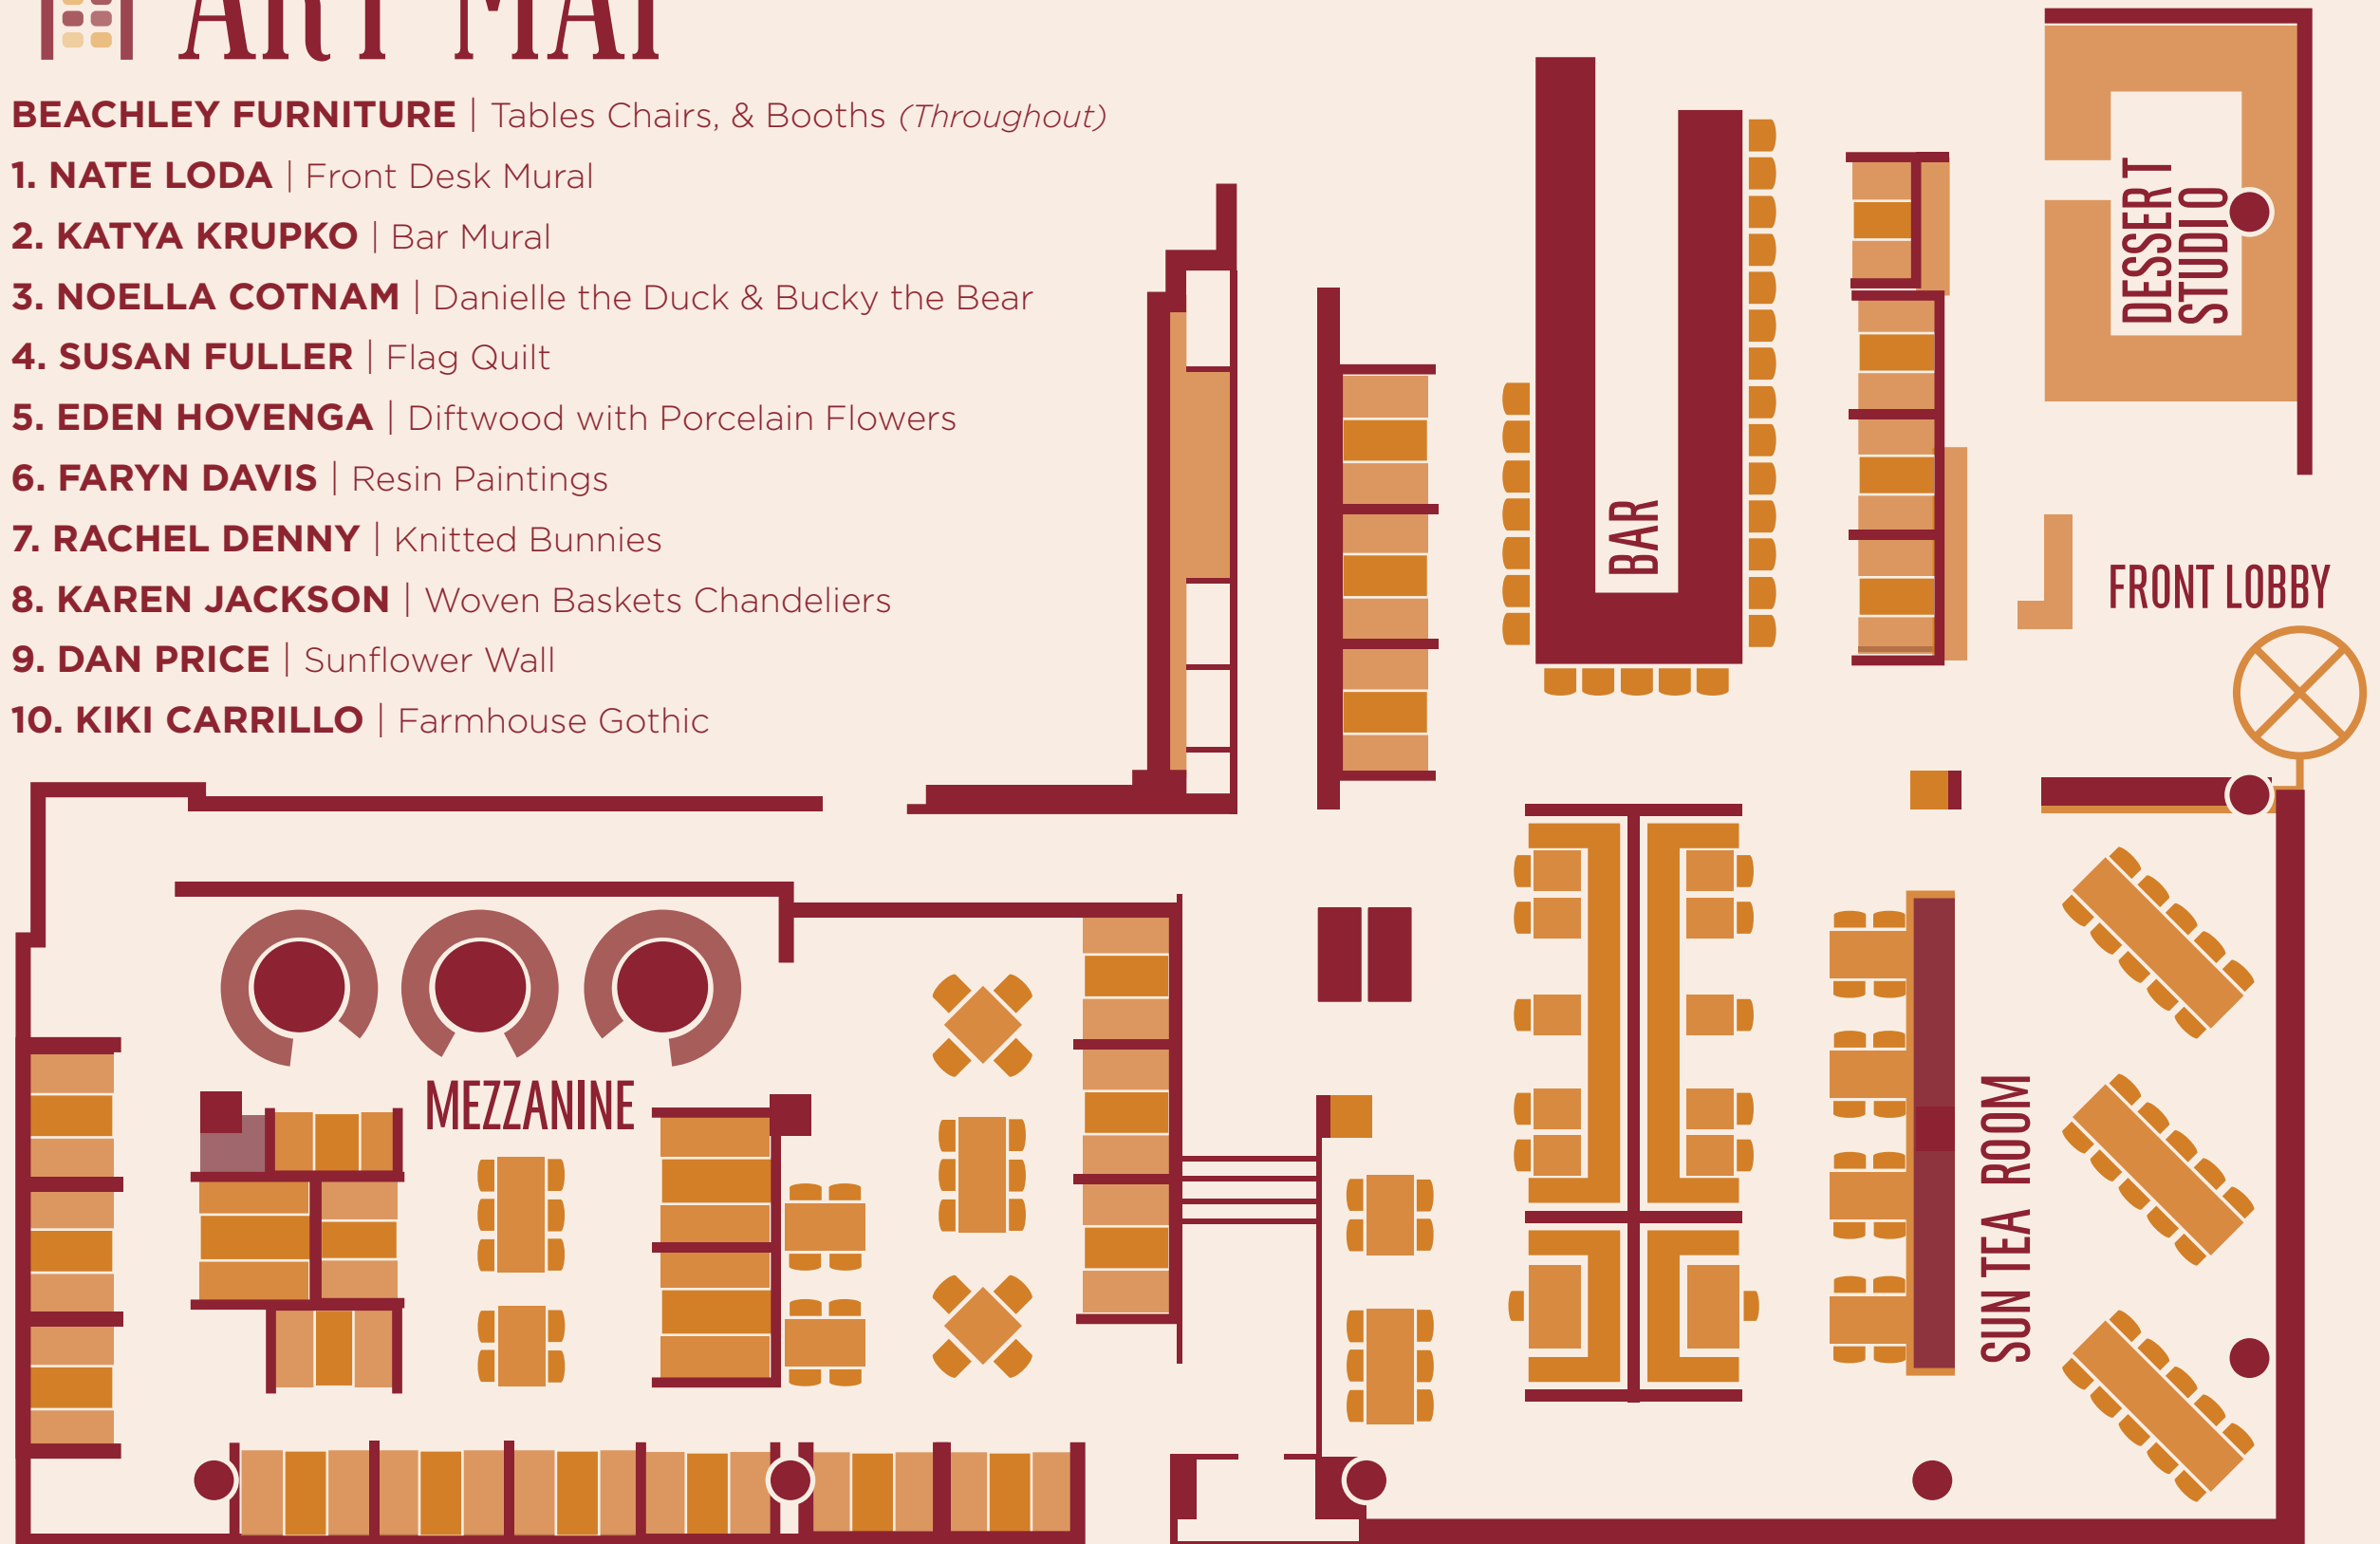 ART MAP
BEACHLEY FURNITURE | Tables Chairs, & Booths (Throughout)
1. NATE LODA | Front Desk Mural
2. KATYA KRUPKO | Bar Mural
3. NOELLA COTNAM | Danielle the Duck & Bucky the Bear
4. SUSAN FULLER | Flag Quilt
5. EDEN HOVENGA | Diftwood with Porcelain Flowers
6. FARYN DAVIS | Resin Paintings
7. RACHEL DENNY | Knitted Bunnies
8. KAREN JACKSON | Woven Baskets Chandeliers
9. DAN PRICE | Sunflower Wall
10. KIKI CARRILLO | Farmhouse Gothic
DESSERT
STUDIO
BAR
FRONT LOBBY
MEZZANINE
SUN TEA ROOM